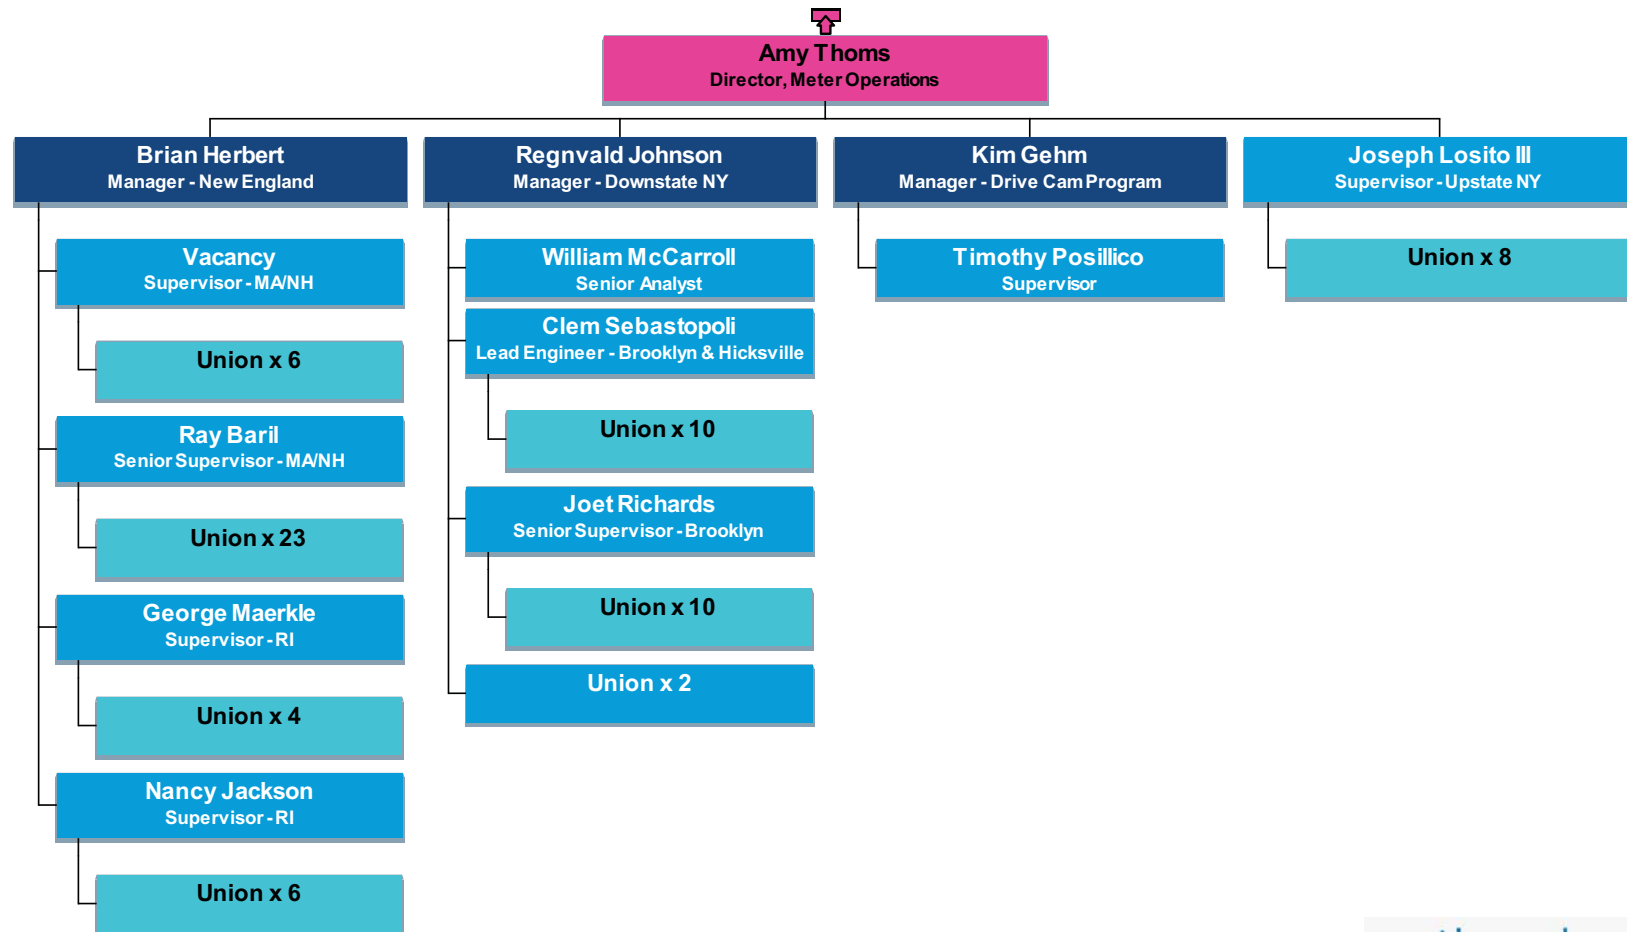 Amy Thoms
Director, Meter Operations
Brian Herbert
Manager - New England
Vacancy
Supervisor - MA/NH
Union x 6
Ray Baril
Senior Supervisor - MA/NH
Union x 23
George Maerkle
Supervisor - RI
Union x 4
Nancy Jackson
Supervisor - RI
Union x 6
Regnvald Johnson
Manager - Downstate NY
William McCarroll
Senior Analyst
Clem Sebastopoli
Lead Engineer - Brooklyn & Hicksville
Union x 10
Joet Richards
Senior Supervisor - Brooklyn
Union x 10
Union x 2
Kim Gehm
Manager - Drive Cam Program
Timothy Posillico
Supervisor
Joseph Losito III
Supervisor - Upstate NY
Union x 8